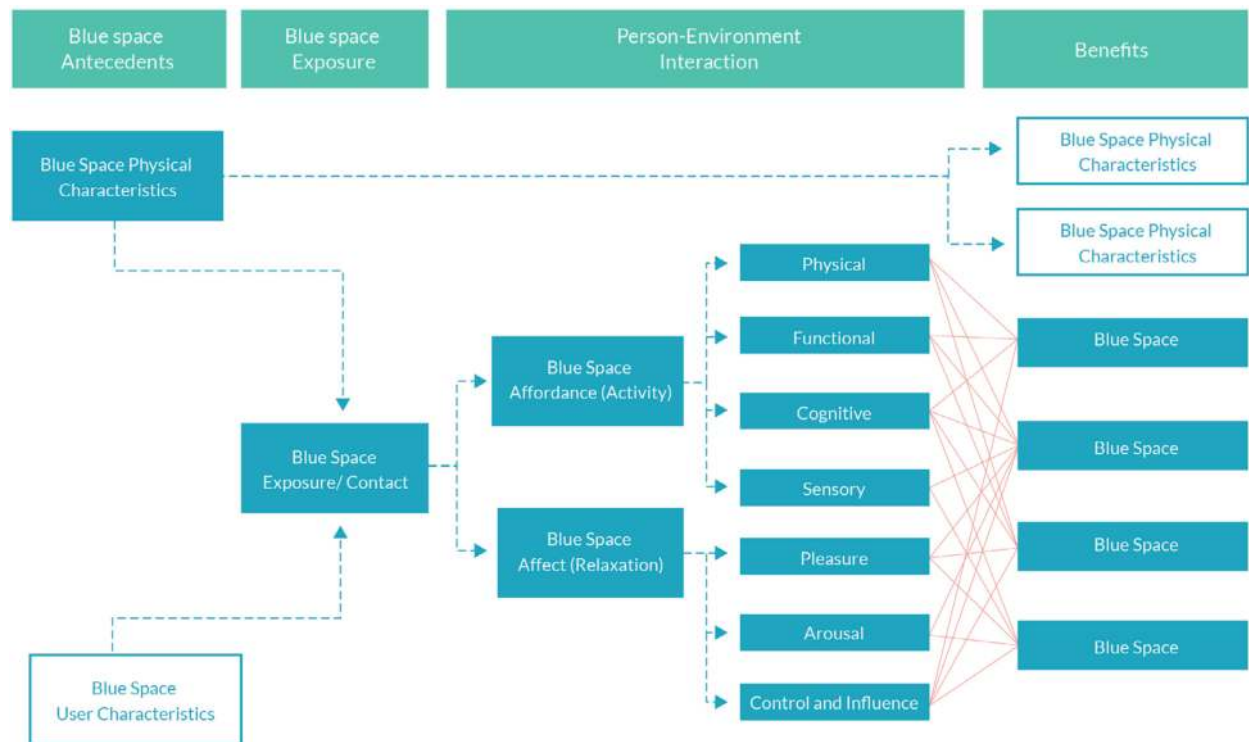 Blue space
Antecedents
Blue space
Exposure
Person-Environment
Interaction
Benefits
Blue Space Physical
Characteristics
Blue Space Physical
Characteristics
Blue Space Physical
Characteristics
Physical
Functional
Blue Space
Blue Space
Affordance (Activity)
Cognitive
Blue Space
Blue Space
Exposure/ Contact
Sensory
Blue Space
Affect (Relaxation)
Pleasure
Blue Space
Arousal
Blue Space
Blue Space
User Characteristics
Control and Influence